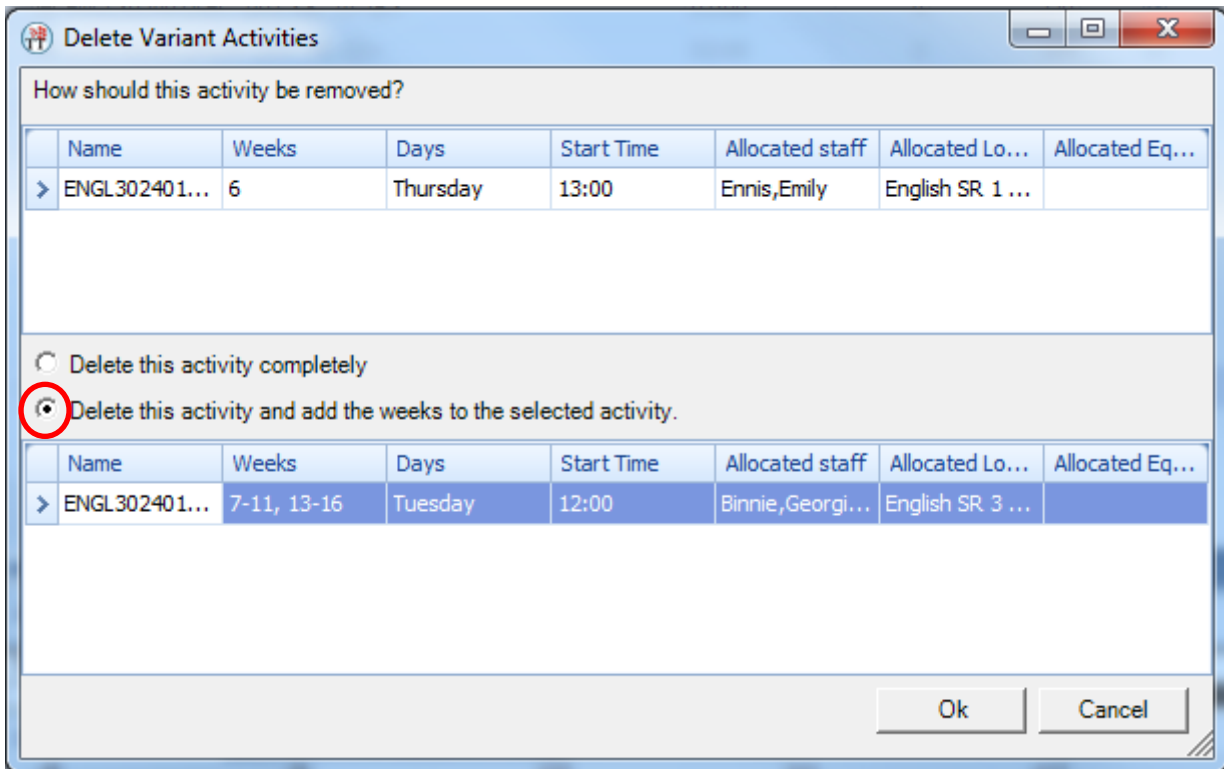 Delete Variant Activities
How should this activity be removed?
Name Weeks Days Start Time Allocated staff Allocated Lo... Allocated Eq...
ENGL302401... 6 Thursday 13:00 Ennis,Emily English SR 1 ...
Delete this activity completely
Delete this activity and add the weeks to the selected activity.
Name Weeks Days Start Time Allocated staff Allocated Lo... Allocated Eq...
ENGL302401... 7-11, 13-16 Tuesday 12:00 Binnie,Georgi... English SR 3 ...
Ok Cancel